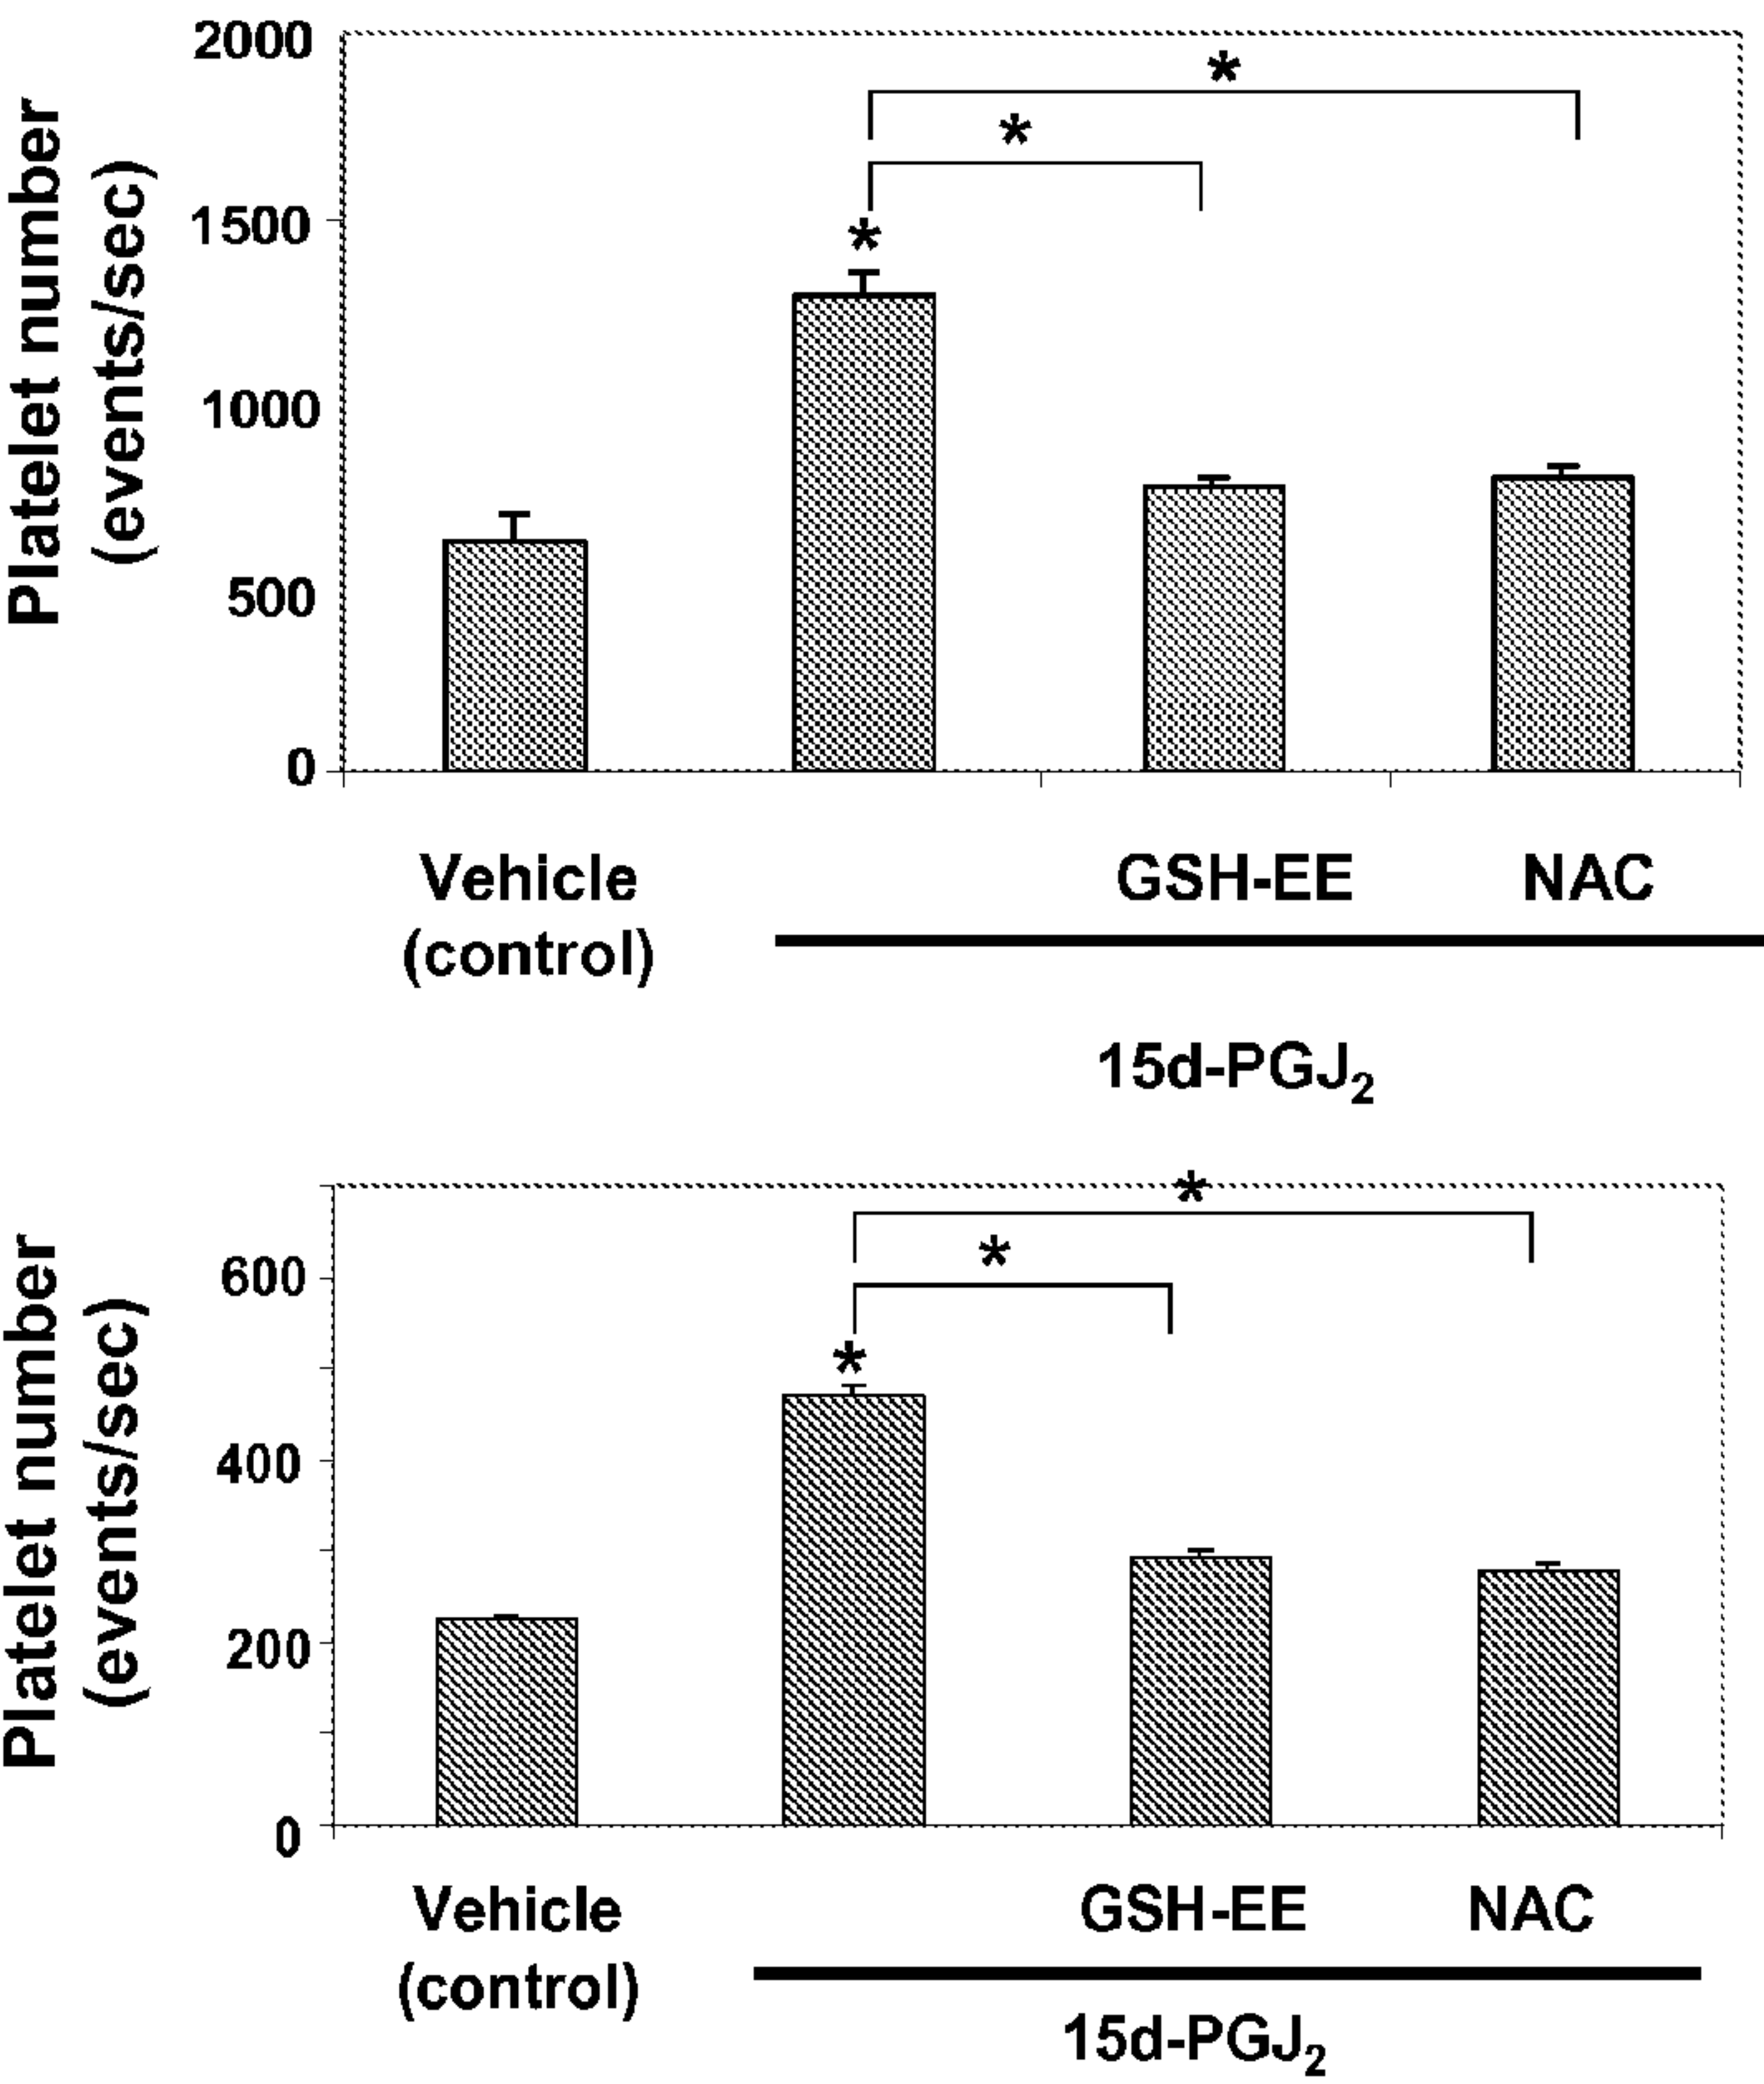 Platelet number
(events/sec)
2000
1500
1000
500
0
*
*
*
Vehicle
(control)
GSH-EE
NAC
15d-PGJ₂
Platelet number
(events/sec)
600
400
200
0
*
*
*
Vehicle
(control)
GSH-EE
NAC
15d-PGJ₂